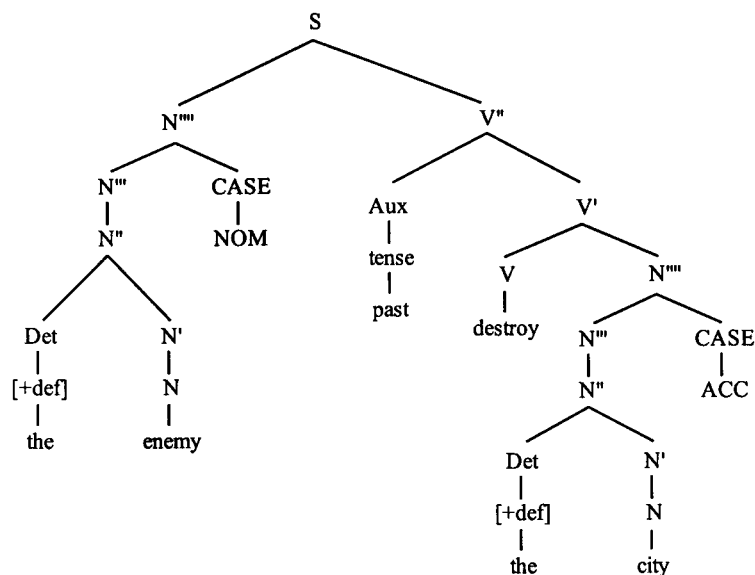 S
N'''' V"
N''' CASE Aux V'
N" NOM tense V N''''
past destroy
Det N' N''' CASE
[+def] N N" ACC
the enemy
Det N'
[+def] N
the city